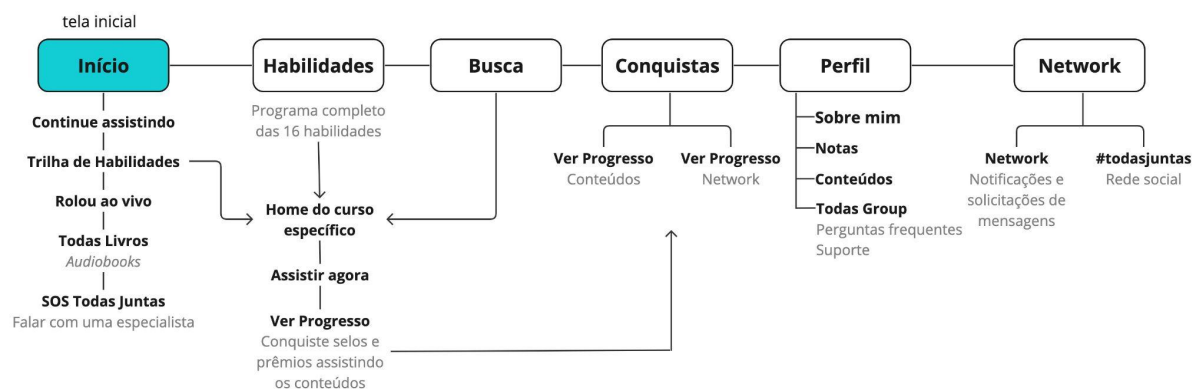 tela inicial
Início
Habilidades
Busca
Conquistas
Perfil
Network
Continue assistindo
Trilha de Habilidades
Rolou ao vivo
Todas Livros
Audiobooks
SOS Todas Juntas
Falar com uma especialista
Programa completo
das 16 habilidades
Home do curso
específico
Assistir agora
Ver Progresso
Conquiste selos e
prêmios assistindo
os conteúdos
Ver Progresso
Conteúdos
Ver Progresso
Network
Sobre mim
Notas
Conteúdos
Todas Group
Perguntas frequentes
Suporte
Network
Notificações e
solicitações de
mensagens
#todasjuntas
Rede social